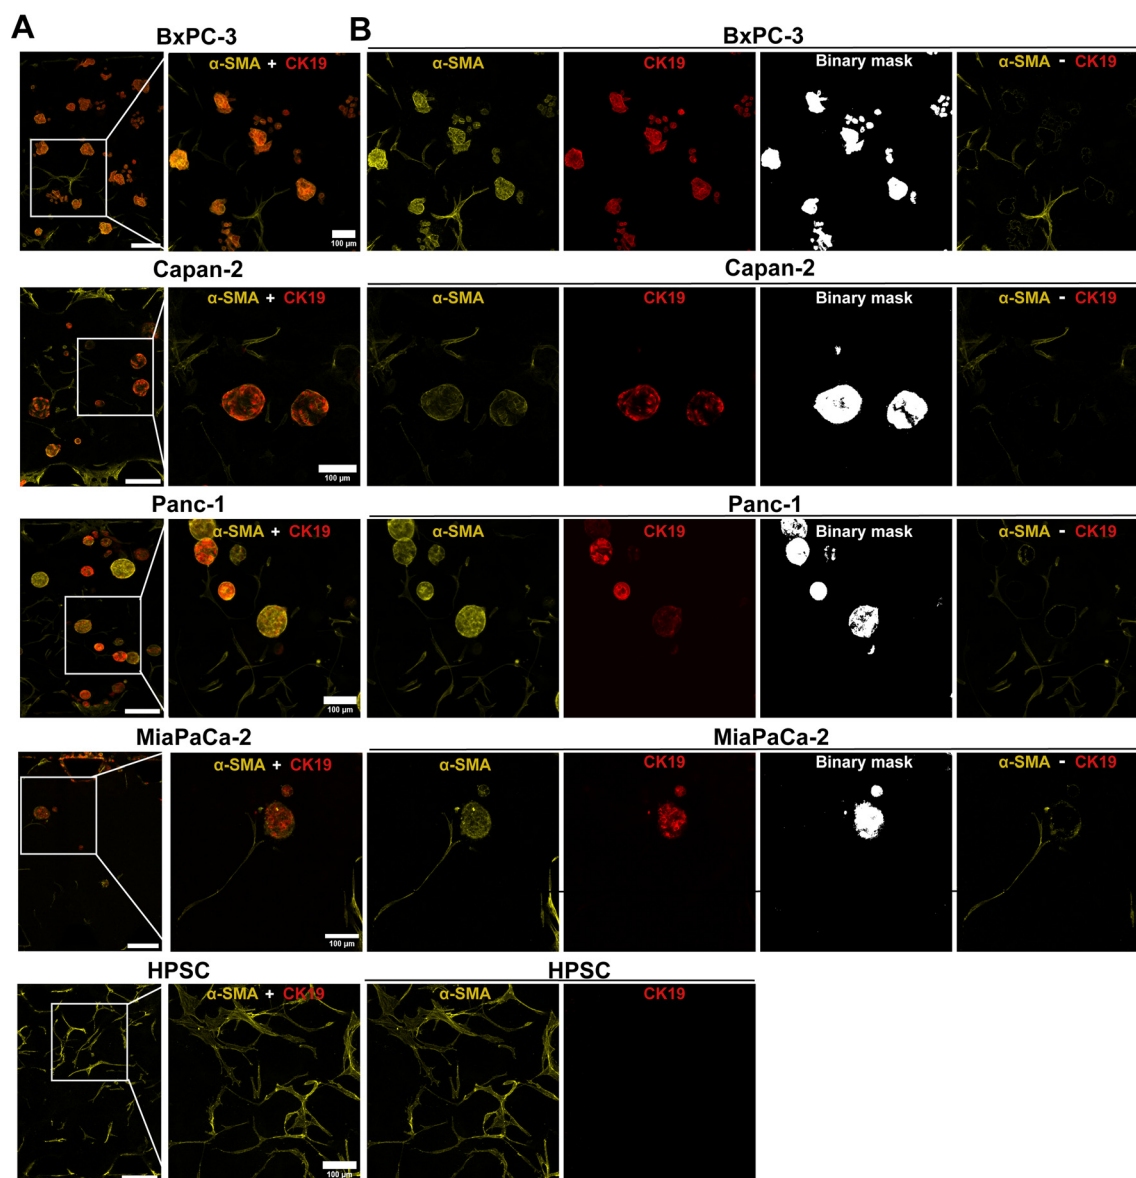 A
B
BxPC-3
BxPC-3
α-SMA + CK19
α-SMA
CK19
Binary mask
α-SMA - CK19
100 µm
Capan-2
Capan-2
α-SMA + CK19
α-SMA
CK19
Binary mask
α-SMA - CK19
100 µm
Panc-1
Panc-1
α-SMA + CK19
α-SMA
CK19
Binary mask
α-SMA - CK19
100 µm
MiaPaCa-2
MiaPaCa-2
α-SMA + CK19
α-SMA
CK19
Binary mask
α-SMA - CK19
100 µm
HPSC
HPSC
α-SMA + CK19
α-SMA
CK19
100 µm